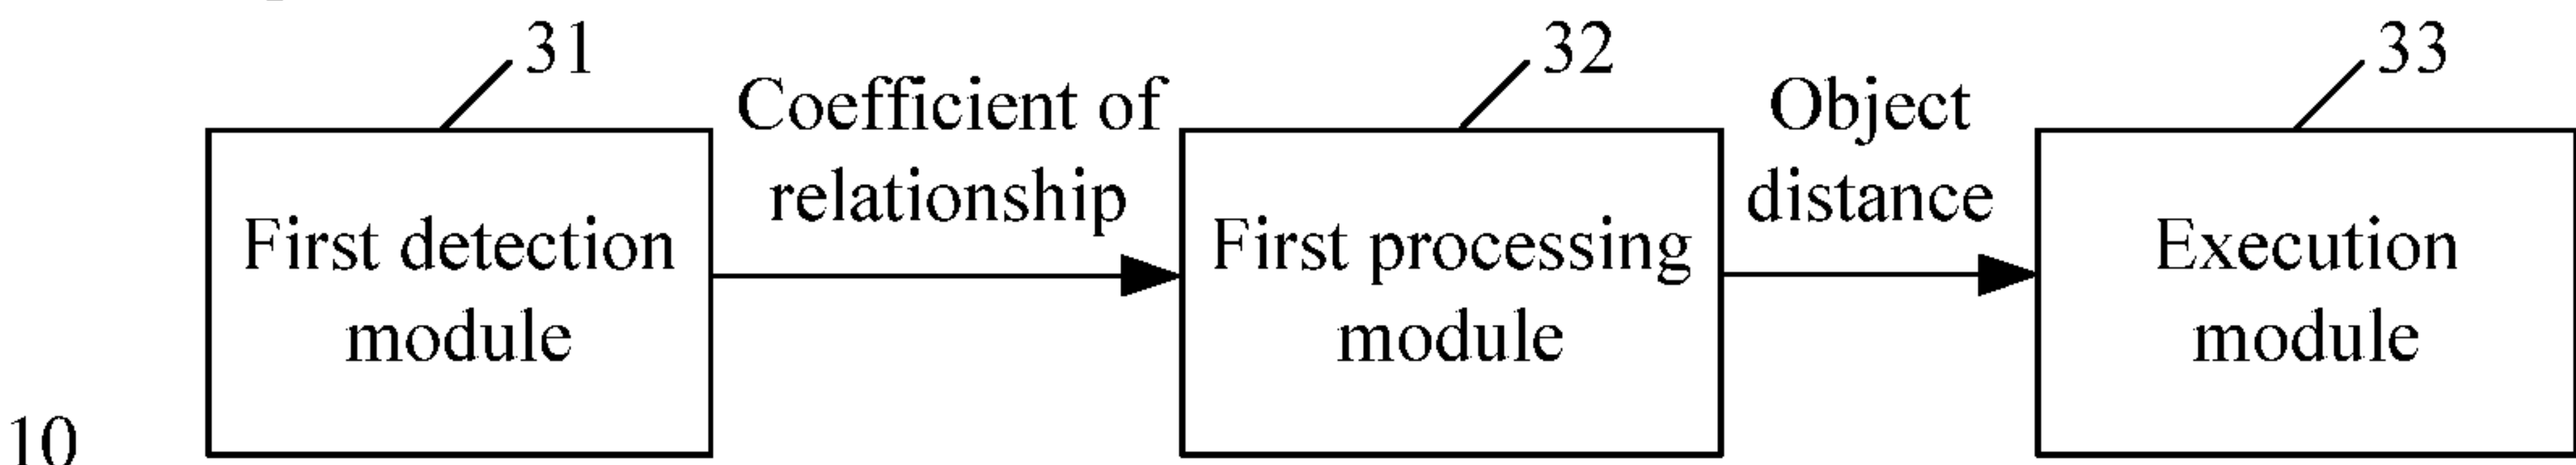 31
32
33
Coefficient of
relationship
Object
distance
First detection
module
First processing
module
Execution
module
10